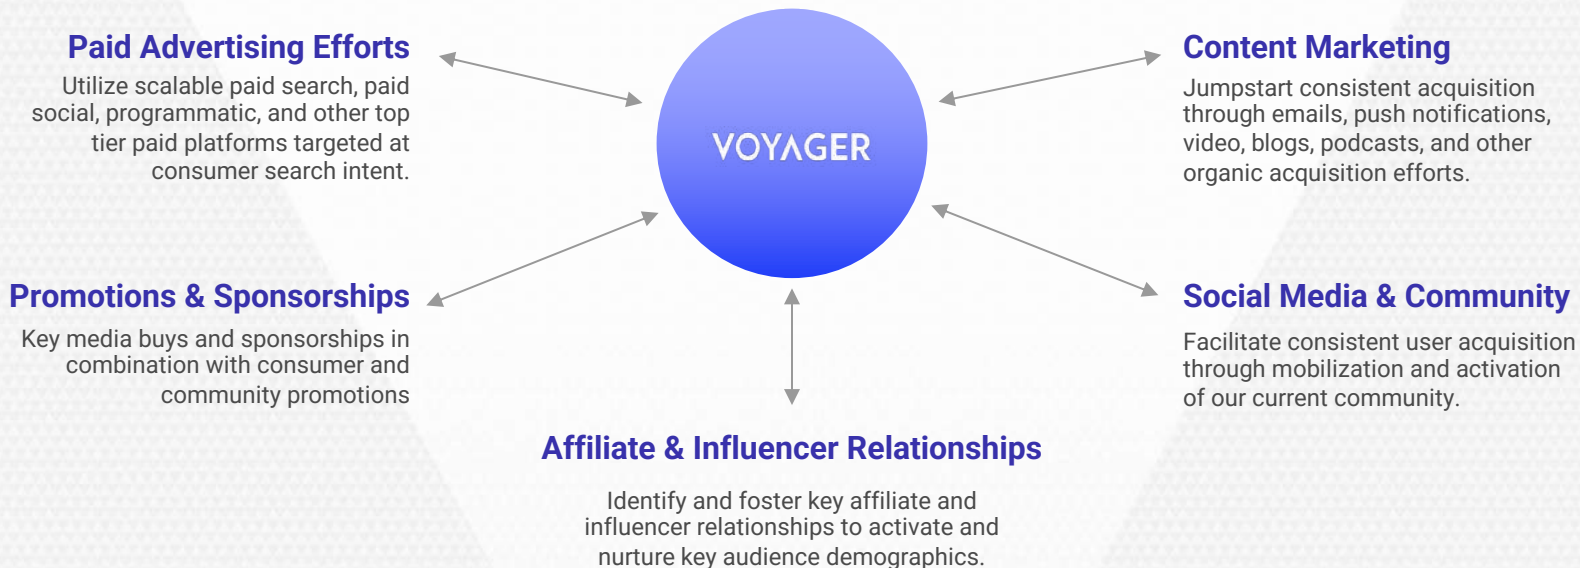 Paid Advertising Efforts
Utilize scalable paid search, paid
social, programmatic, and other top
tier paid platforms targeted at
consumer search intent.
VOYAGER
Content Marketing
Jumpstart consistent acquisition
through emails, push notifications,
video, blogs, podcasts, and other
organic acquisition efforts.
Promotions & Sponsorships
Key media buys and sponsorships in
combination with consumer and
community promotions
Social Media & Community
Facilitate consistent user acquisition
through mobilization and activation
of our current community.
Affiliate & Influencer Relationships
Identify and foster key affiliate and
influencer relationships to activate and
nurture key audience demographics.